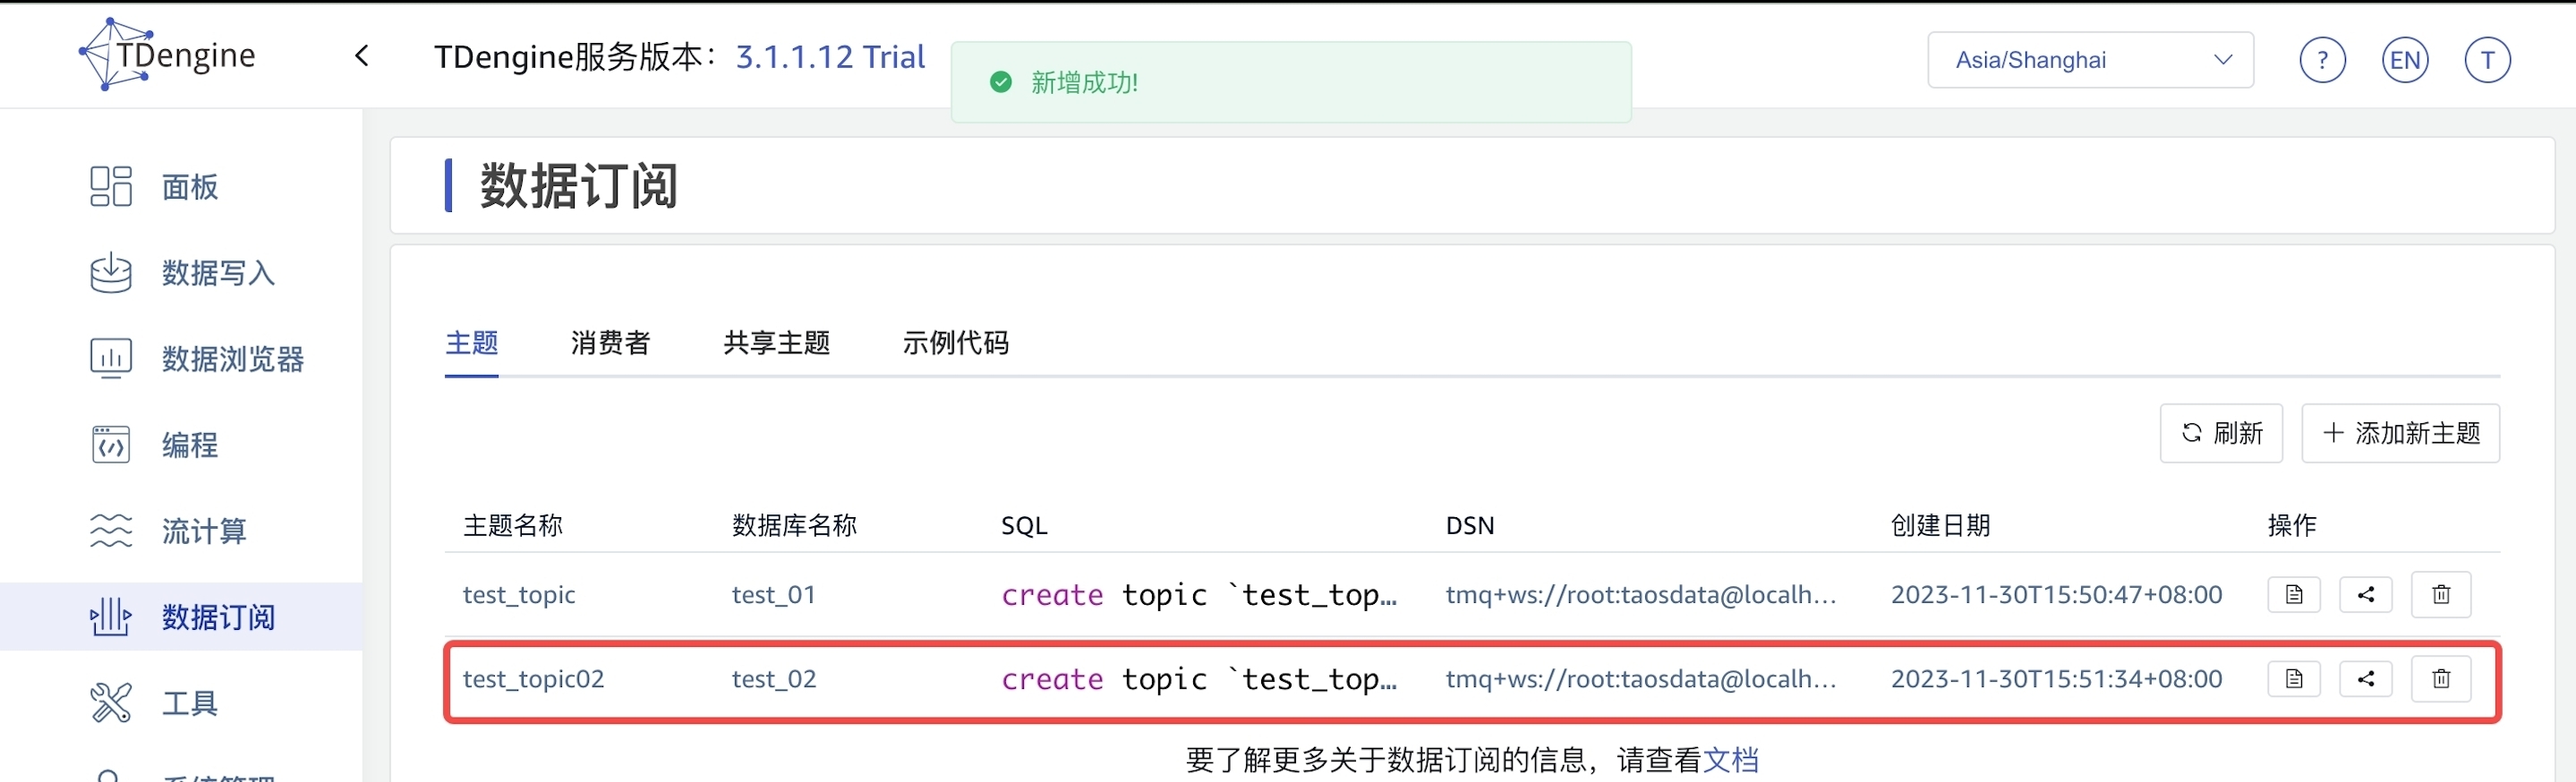 TDengine
TDengine服务版本：3.1.1.12 Trial
新增成功!
Asia/Shanghai
?
EN
T
面板
数据写入
数据浏览器
编程
流计算
数据订阅
工具
系统管理
数据订阅
主题 消费者 共享主题 示例代码
刷新 + 添加新主题
主题名称 数据库名称 SQL DSN 创建日期 操作
test_topic test_01 create topic `test_top... tmq+ws://root:taosdata@localh... 2023-11-30T15:50:47+08:00
test_topic02 test_02 create topic `test_top... tmq+ws://root:taosdata@localh... 2023-11-30T15:51:34+08:00
要了解更多关于数据订阅的信息，请查看文档